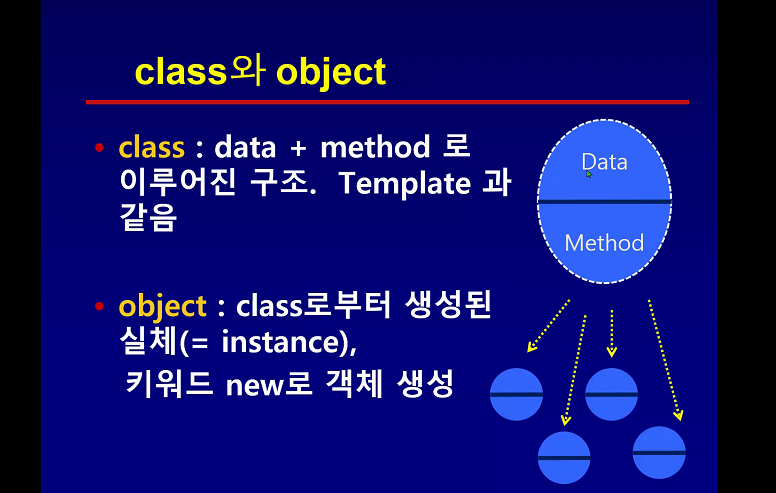 class와 object
class : data + method 로
이루어진 구조. Template 과
같음
object : class로부터 생성된
실체(= instance),
키워드 new로 객체 생성
Data
Method